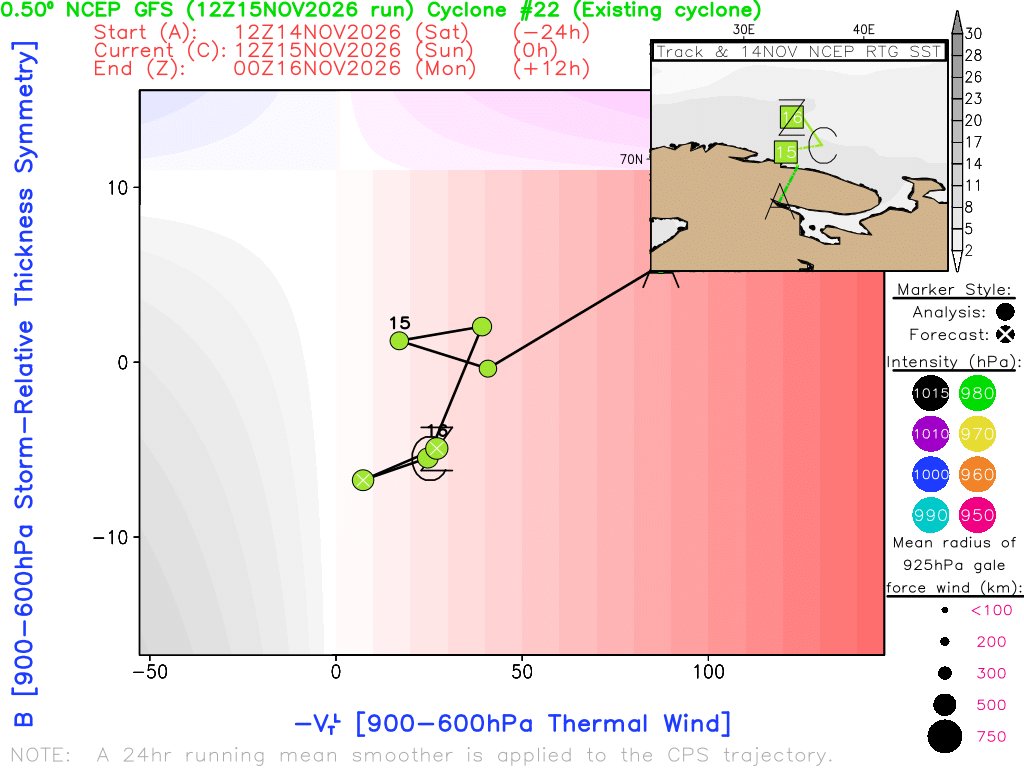 0.50° NCEP GFS (12Z15NOV2026 run) Cyclone #22 (Existing cyclone)
Start (A): 12Z14NOV2026 (Sat) (−24h)
Current (C): 12Z15NOV2026 (Sun) (0h)
End (Z): 00Z16NOV2026 (Mon) (+12h)
30E 40E
Track & 14NOV NCEP RTG SST
70N
16
C
15
A
30
28
26
23
20
17
14
11
8
5
2
B [900−600hPa Storm−Relative Thickness Symmetry]
10
0
−10
15
16
C
Z
A
−50 0 50 100
−V_T^L [900−600hPa Thermal Wind]
Marker Style:
Analysis:
Forecast:
Intensity (hPa):
1015 980
1010 970
1000 960
990 950
Mean radius of
925hPa gale
force wind (km):
<100
200
300
500
750
NOTE: A 24hr running mean smoother is applied to the CPS trajectory.